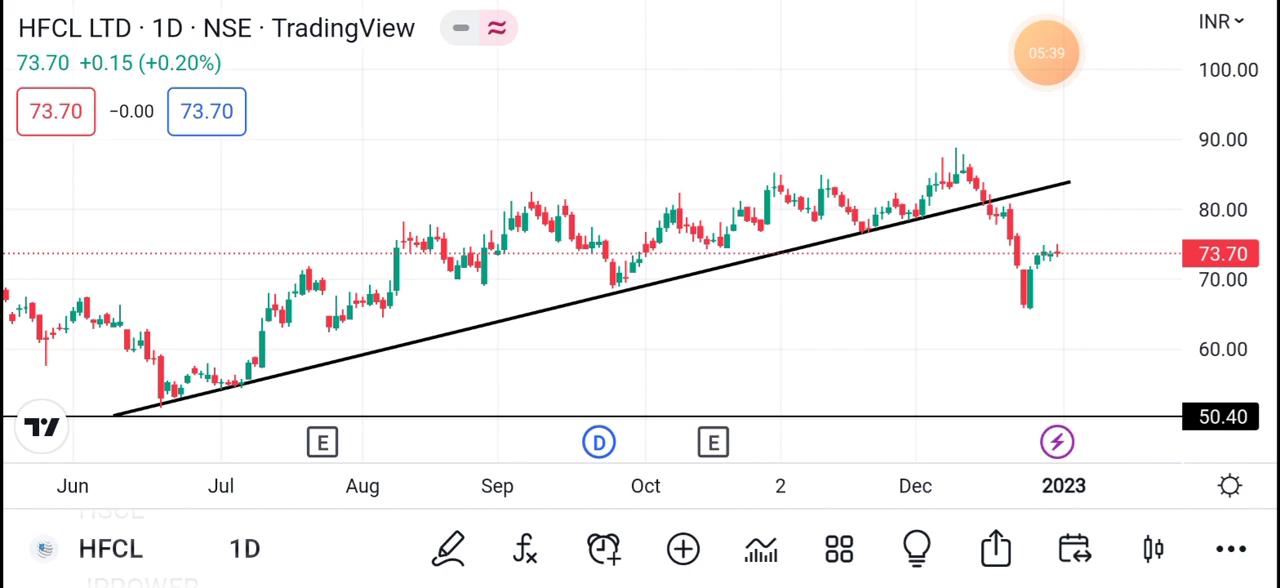 HFCL LTD · 1D · NSE · TradingView
INR
73.70 +0.15 (+0.20%)
05:39
100.00
73.70 −0.00 73.70
90.00
80.00
73.70
70.00
60.00
50.40
E D E
Jun Jul Aug Sep Oct 2 Dec 2023
HFCL 1D
JPPOWER